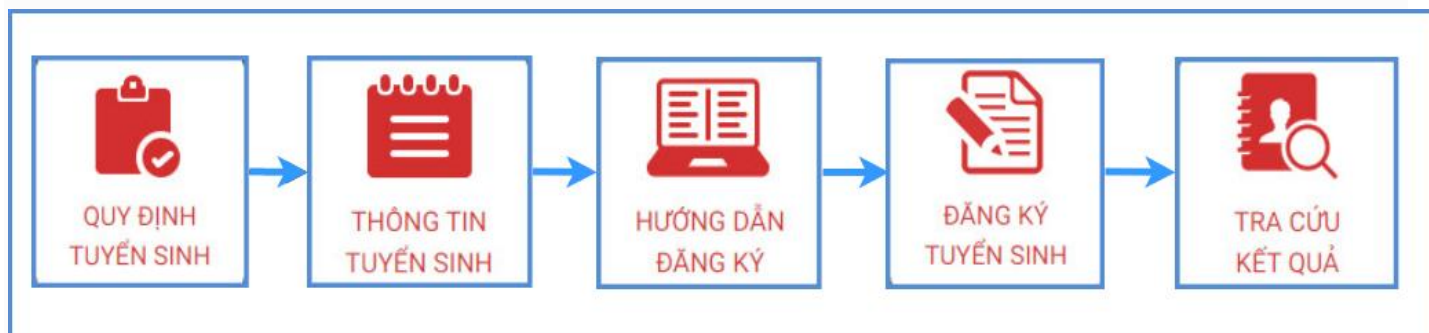 QUY ĐỊNH
TUYỂN SINH
THÔNG TIN
TUYỂN SINH
HƯỚNG DẪN
ĐĂNG KÝ
ĐĂNG KÝ
TUYỂN SINH
TRA CỨU
KẾT QUẢ